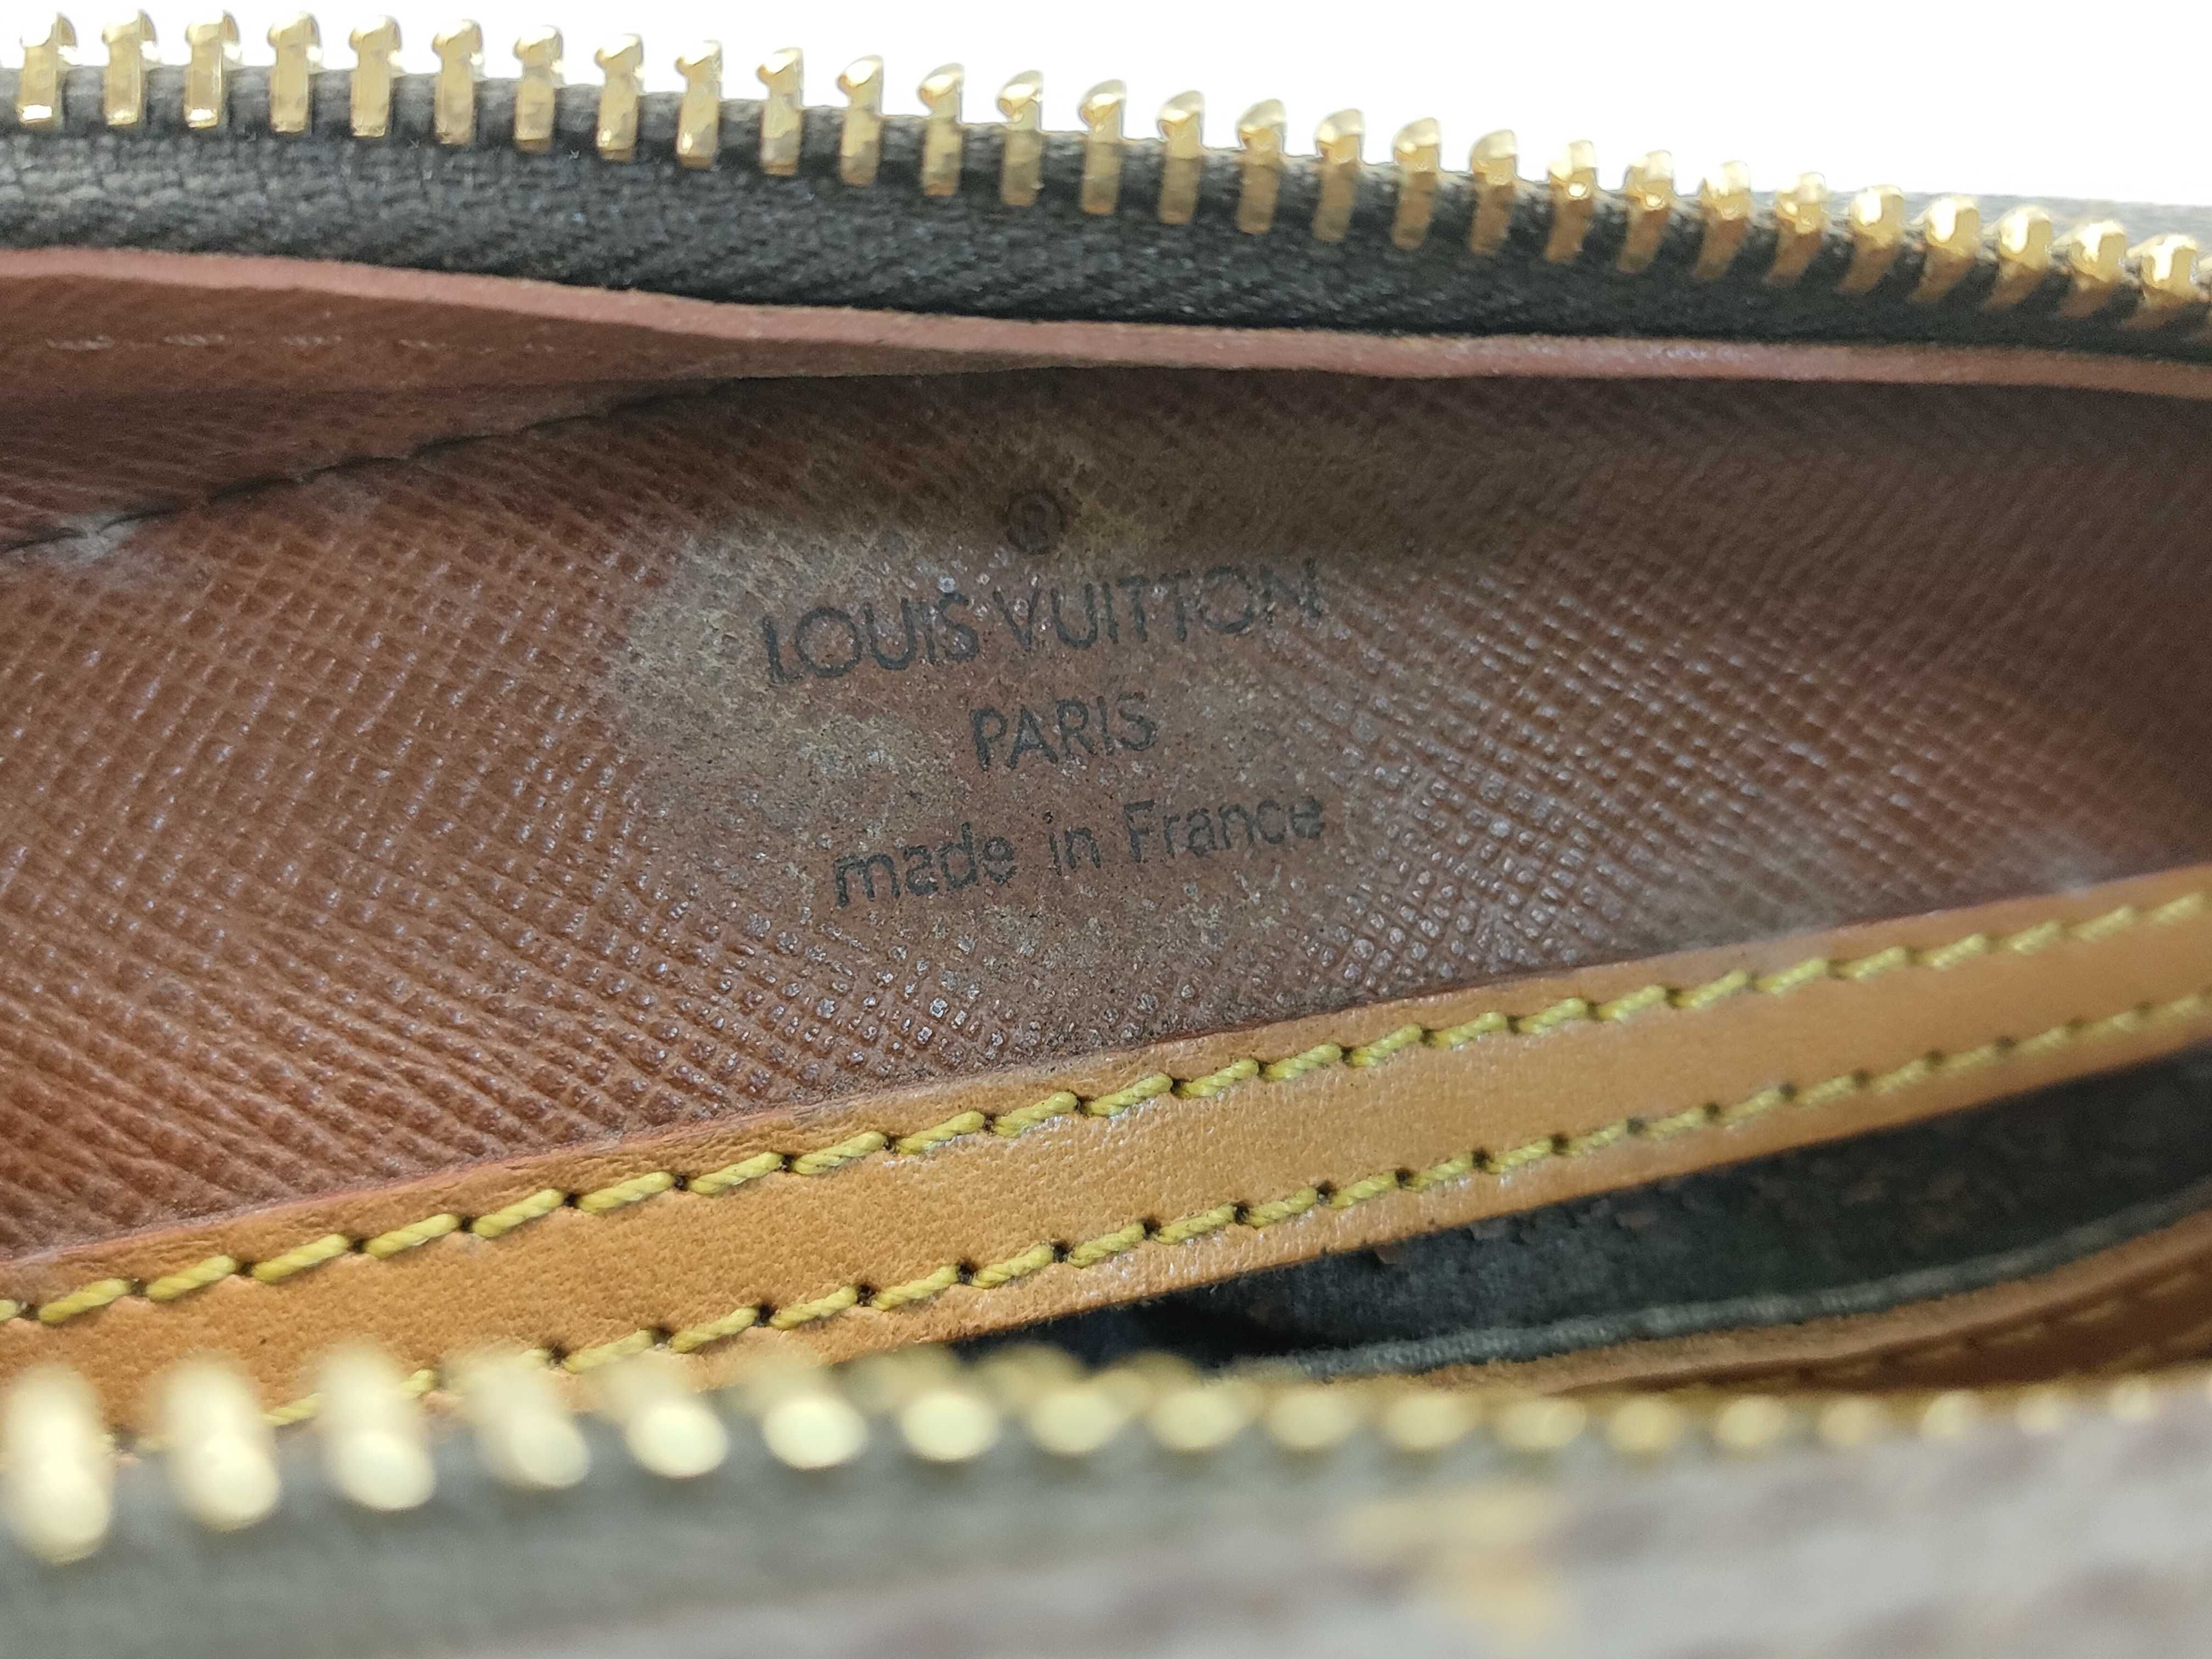 ®
LOUIS VUITTON
PARIS
made in France